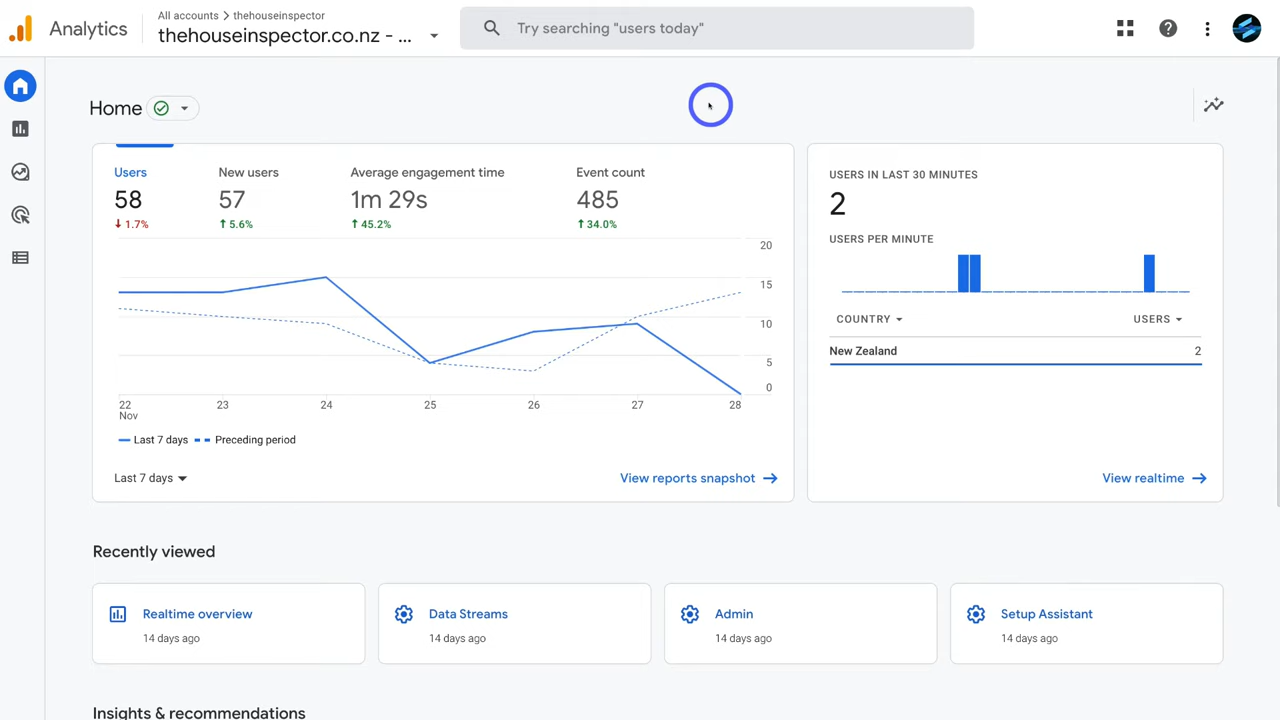 Analytics
All accounts > thehouseinspector
thehouseinspector.co.nz - ...
Try searching "users today"
Home
Users
58
1.7%
New users
57
5.6%
Average engagement time
1m 29s
45.2%
Event count
485
34.0%
20
15
10
5
0
22
Nov
23
24
25
26
27
28
Last 7 days
Preceding period
Last 7 days
View reports snapshot
USERS IN LAST 30 MINUTES
2
USERS PER MINUTE
COUNTRY
USERS
New Zealand
2
View realtime
Recently viewed
Realtime overview
14 days ago
Data Streams
14 days ago
Admin
14 days ago
Setup Assistant
14 days ago
Insights & recommendations